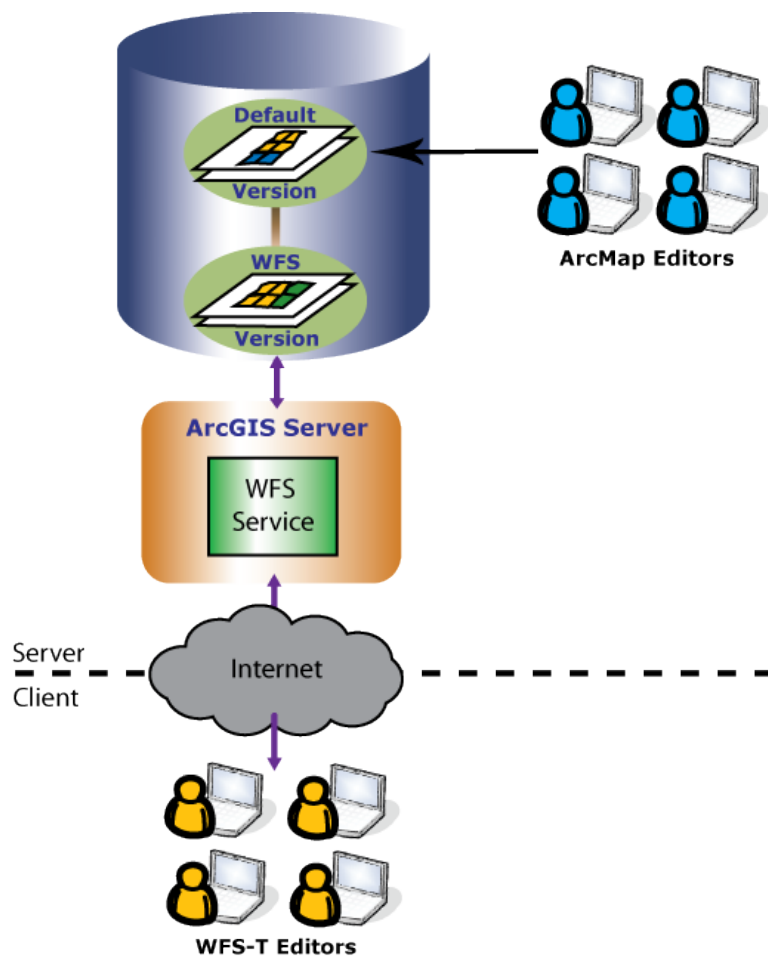 Default
Version
WFS
Version
ArcMap Editors
ArcGIS Server
WFS
Service
Internet
Server
Client
WFS-T Editors